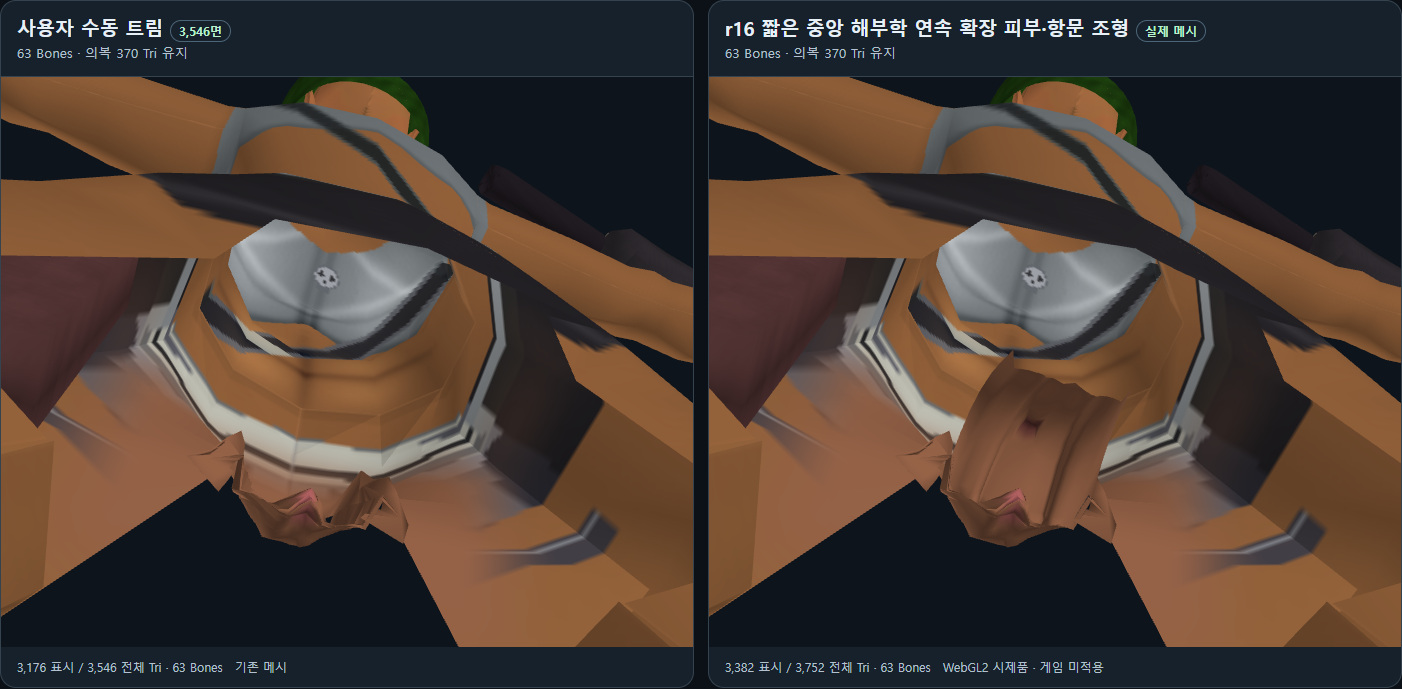 사용자 수동 트림 3,546면
63 Bones · 의복 370 Tri 유지
3,176 표시 / 3,546 전체 Tri · 63 Bones 기존 메시
r16 짧은 중앙 해부학 연속 확장 피부·항문 조형 실제 메시
63 Bones · 의복 370 Tri 유지
3,382 표시 / 3,752 전체 Tri · 63 Bones WebGL2 시제품 · 게임 미적용